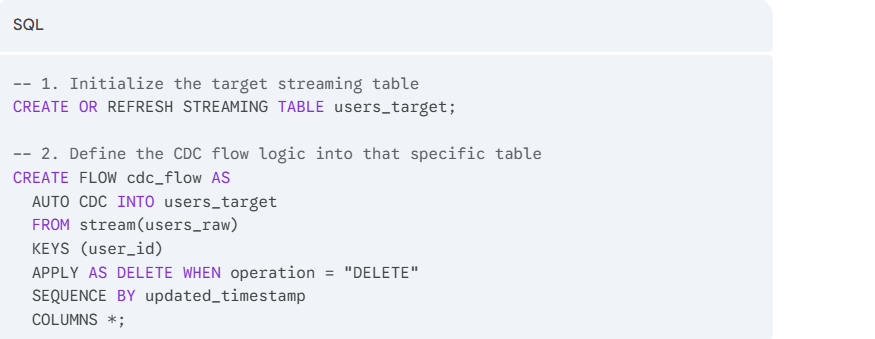 SQL
-- 1. Initialize the target streaming table
CREATE OR REFRESH STREAMING TABLE users_target;
-- 2. Define the CDC flow logic into that specific table
CREATE FLOW cdc_flow AS
AUTO CDC INTO users_target
FROM stream(users_raw)
KEYS (user_id)
APPLY AS DELETE WHEN operation = "DELETE"
SEQUENCE BY updated_timestamp
COLUMNS *;